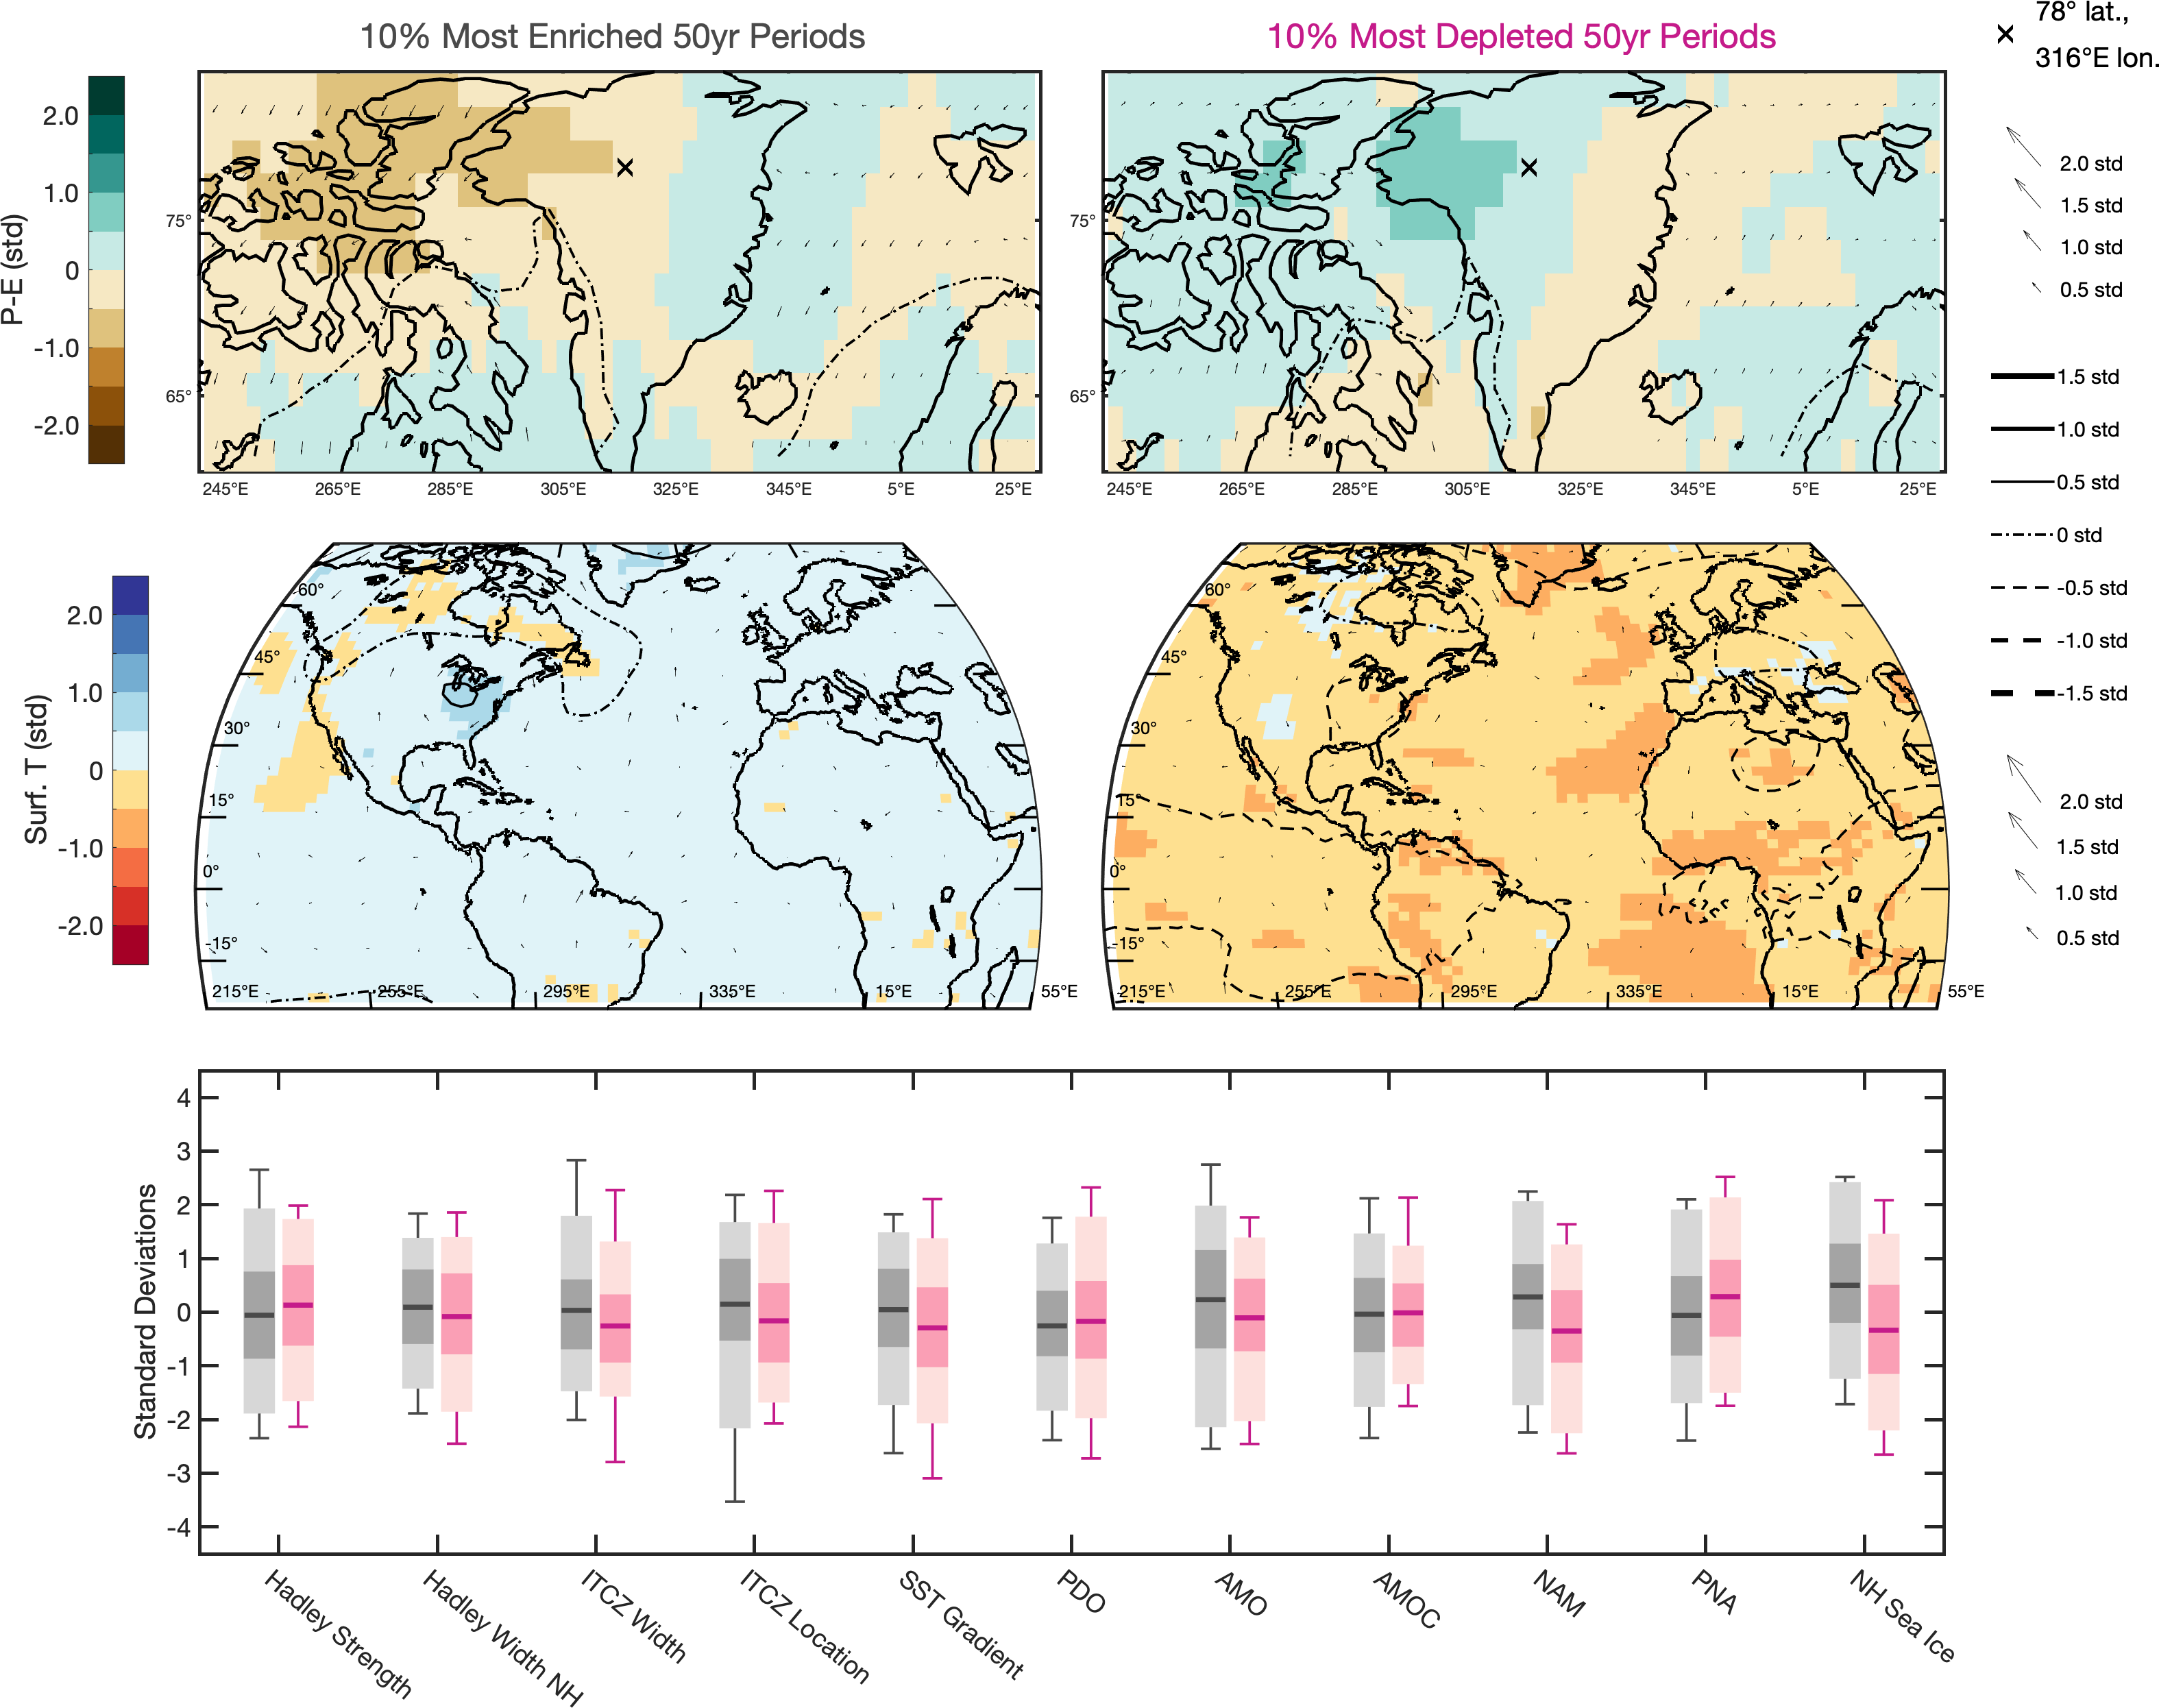 10% Most Enriched 50yr Periods
10% Most Depleted 50yr Periods
78° lat.,
316°E lon.
P-E (std)
2.0
1.0
0
-1.0
-2.0
75°
65°
245°E 265°E 285°E 305°E 325°E 345°E 5°E 25°E
75°
65°
245°E 265°E 285°E 305°E 325°E 345°E 5°E 25°E
2.0 std
1.5 std
1.0 std
0.5 std
1.5 std
1.0 std
0.5 std
0 std
-0.5 std
-1.0 std
-1.5 std
Surf. T (std)
2.0
1.0
0
-1.0
-2.0
60°
45°
30°
15°
0°
-15°
215°E 255°E 295°E 335°E 15°E 55°E
60°
45°
30°
15°
0°
-15°
215°E 255°E 295°E 335°E 15°E 55°E
2.0 std
1.5 std
1.0 std
0.5 std
Standard Deviations
4
3
2
1
0
-1
-2
-3
-4
Hadley Strength
Hadley Width NH
ITCZ Width
ITCZ Location
SST Gradient
PDO
AMO
AMOC
NAM
PNA
NH Sea Ice